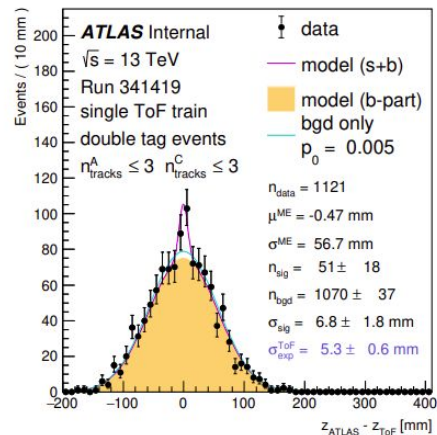 Events / ( 10 mm )
200
180
160
140
120
100
80
60
40
20
0
ATLAS Internal
√s = 13 TeV
Run 341419
single ToF train
double tag events
n^A_tracks ≤ 3 n^C_tracks ≤ 3
data
model (s+b)
model (b-part)
bgd only
p_0 = 0.005
n_data = 1121
μ^ME = -0.47 mm
σ^ME = 56.7 mm
n_sig = 51 ± 18
n_bgd = 1070 ± 37
σ_sig = 6.8 ± 1.8 mm
σ^ToF_exp = 5.3 ± 0.6 mm
−200 −100 0 100 200 300 400
z_ATLAS - z_ToF [mm]